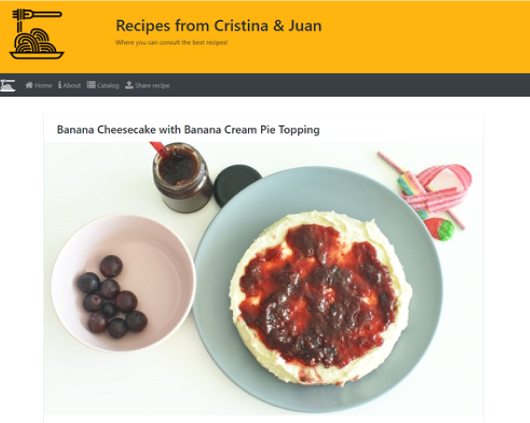 Recipes from Cristina & Juan
Where you can consult the best recipes!
Home About Catalog Share recipe
Banana Cheesecake with Banana Cream Pie Topping